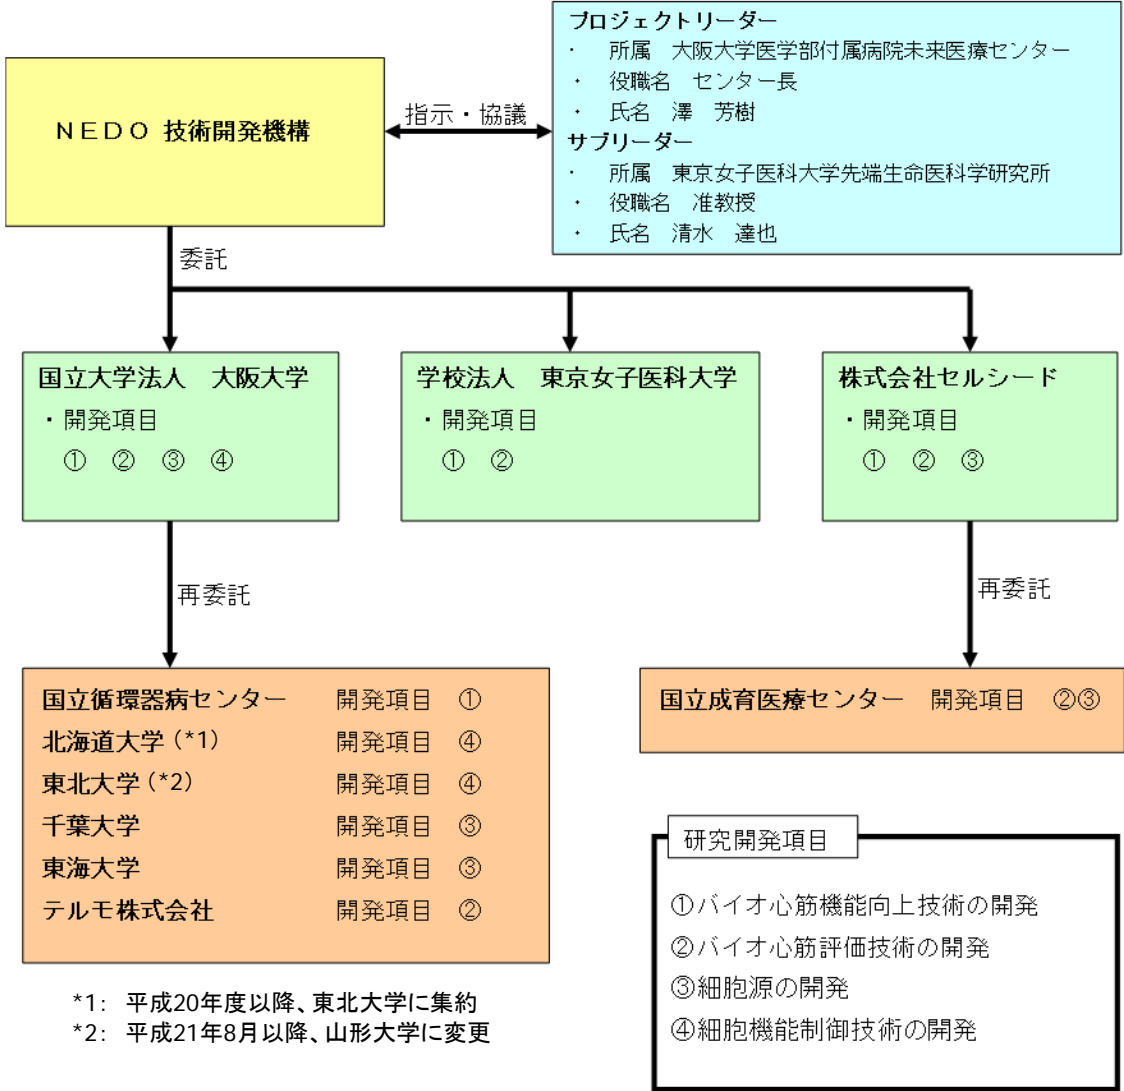 プロジェクトリーダー
・ 所属 大阪大学医学部付属病院未来医療センター
・ 役職名 センター長
・ 氏名 澤 芳樹
サブリーダー
・ 所属 東京女子医科大学先端生命医科学研究所
・ 役職名 准教授
・ 氏名 清水 達也
NEDO 技術開発機構
指示・協議
委託
国立大学法人 大阪大学
・開発項目
① ② ③ ④
学校法人 東京女子医科大学
・開発項目
① ②
株式会社セルシード
・開発項目
① ② ③
再委託
再委託
国立循環器病センター 開発項目 ①
北海道大学(*1) 開発項目 ④
東北大学(*2) 開発項目 ④
千葉大学 開発項目 ③
東海大学 開発項目 ③
テルモ株式会社 開発項目 ②
国立成育医療センター 開発項目 ②③
研究開発項目
①バイオ心筋機能向上技術の開発
②バイオ心筋評価技術の開発
③細胞源の開発
④細胞機能制御技術の開発
*1: 平成20年度以降、東北大学に集約
*2: 平成21年8月以降、山形大学に変更